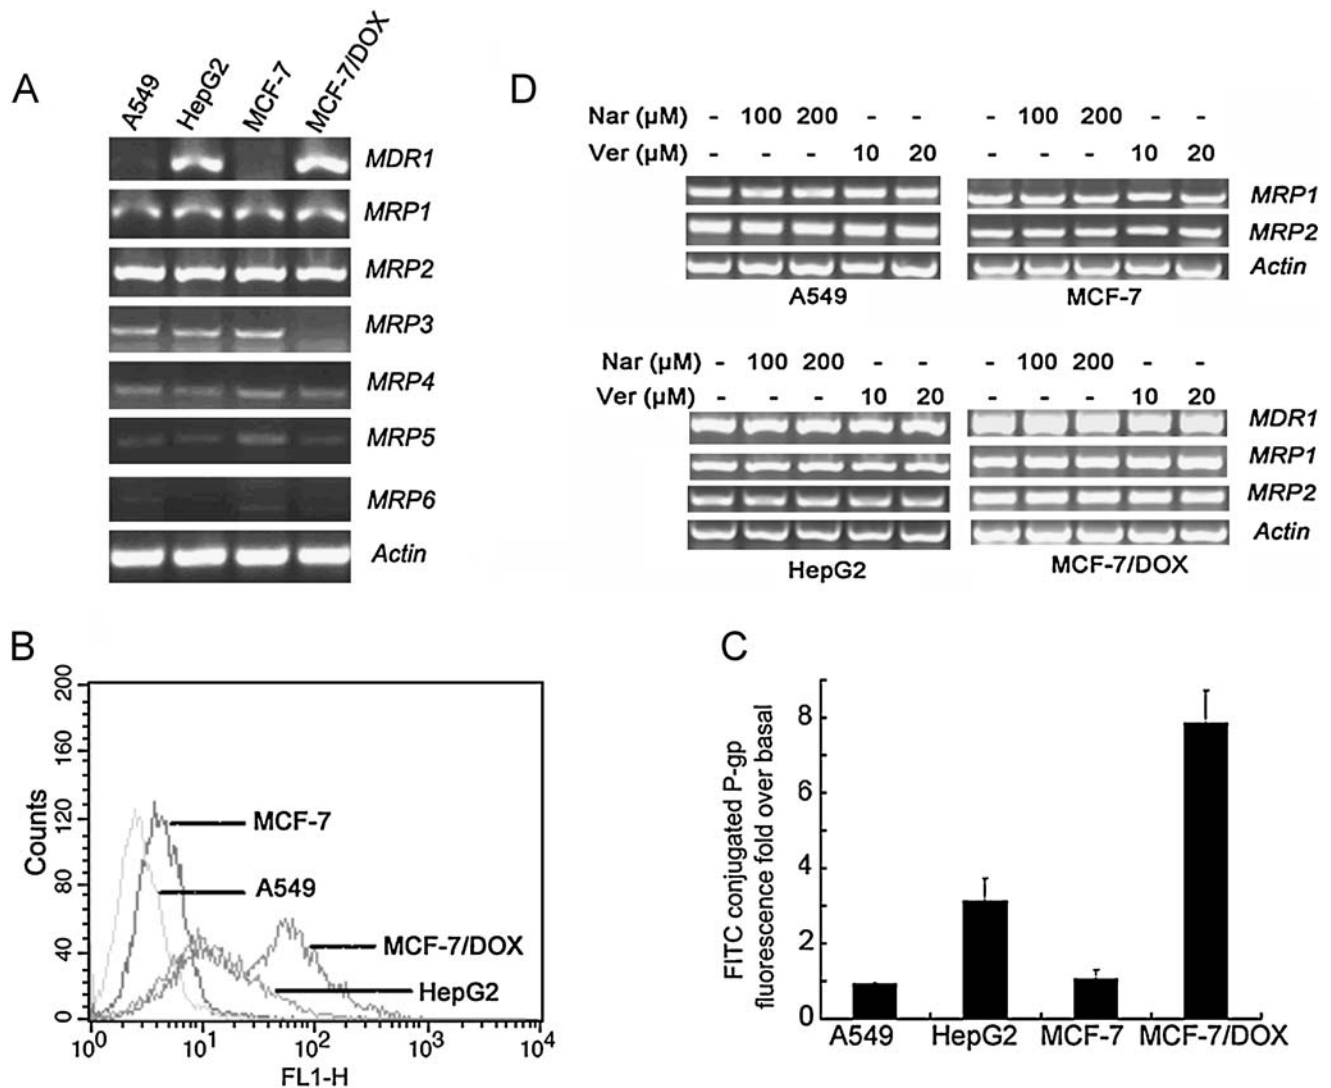 A
A549
HepG2
MCF-7
MCF-7/DOX
MDR1
MRP1
MRP2
MRP3
MRP4
MRP5
MRP6
Actin
D
Nar (μM) - 100 200 - -
Ver (μM) - - - 10 20
- 100 200 - -
- - - 10 20
MRP1
MRP2
Actin
A549
MCF-7
Nar (μM) - 100 200 - -
Ver (μM) - - - 10 20
- 100 200 - -
- - - 10 20
MDR1
MRP1
MRP2
Actin
HepG2
MCF-7/DOX
B
Counts
200
160
120
80
40
0
MCF-7
A549
MCF-7/DOX
HepG2
10⁰ 10¹ 10² 10³ 10⁴
FL1-H
C
FITC conjugated P-gp
fluorescence fold over basal
8
6
4
2
0
A549 HepG2 MCF-7 MCF-7/DOX